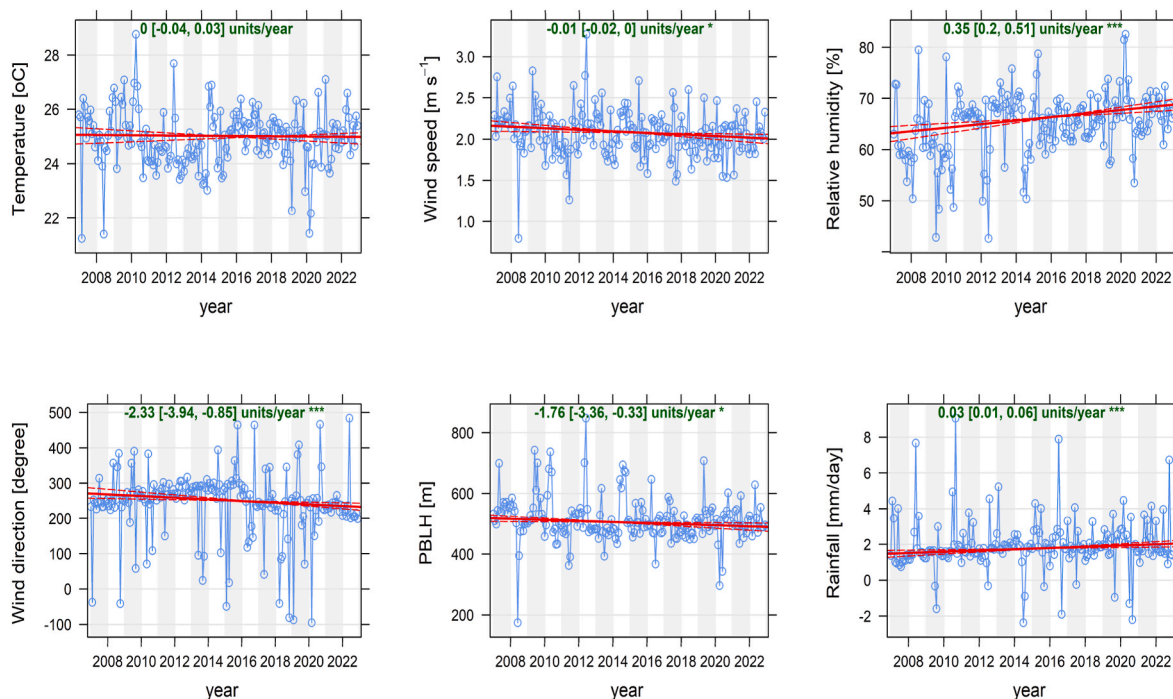 0 [-0.04, 0.03] units/year
Temperature [oC]
28
26
24
22
2008 2010 2012 2014 2016 2018 2020 2022
year
-0.01 [-0.02, 0] units/year *
Wind speed [m s⁻¹]
3.0
2.5
2.0
1.5
1.0
2008 2010 2012 2014 2016 2018 2020 2022
year
0.35 [0.2, 0.51] units/year ***
Relative humidity [%]
80
70
60
50
2008 2010 2012 2014 2016 2018 2020 2022
year
-2.33 [-3.94, -0.85] units/year ***
Wind direction [degree]
500
400
300
200
100
0
-100
2008 2010 2012 2014 2016 2018 2020 2022
year
-1.76 [-3.36, -0.33] units/year *
PBLH [m]
800
600
400
200
2008 2010 2012 2014 2016 2018 2020 2022
year
0.03 [0.01, 0.06] units/year ***
Rainfall [mm/day]
8
6
4
2
0
-2
2008 2010 2012 2014 2016 2018 2020 2022
year